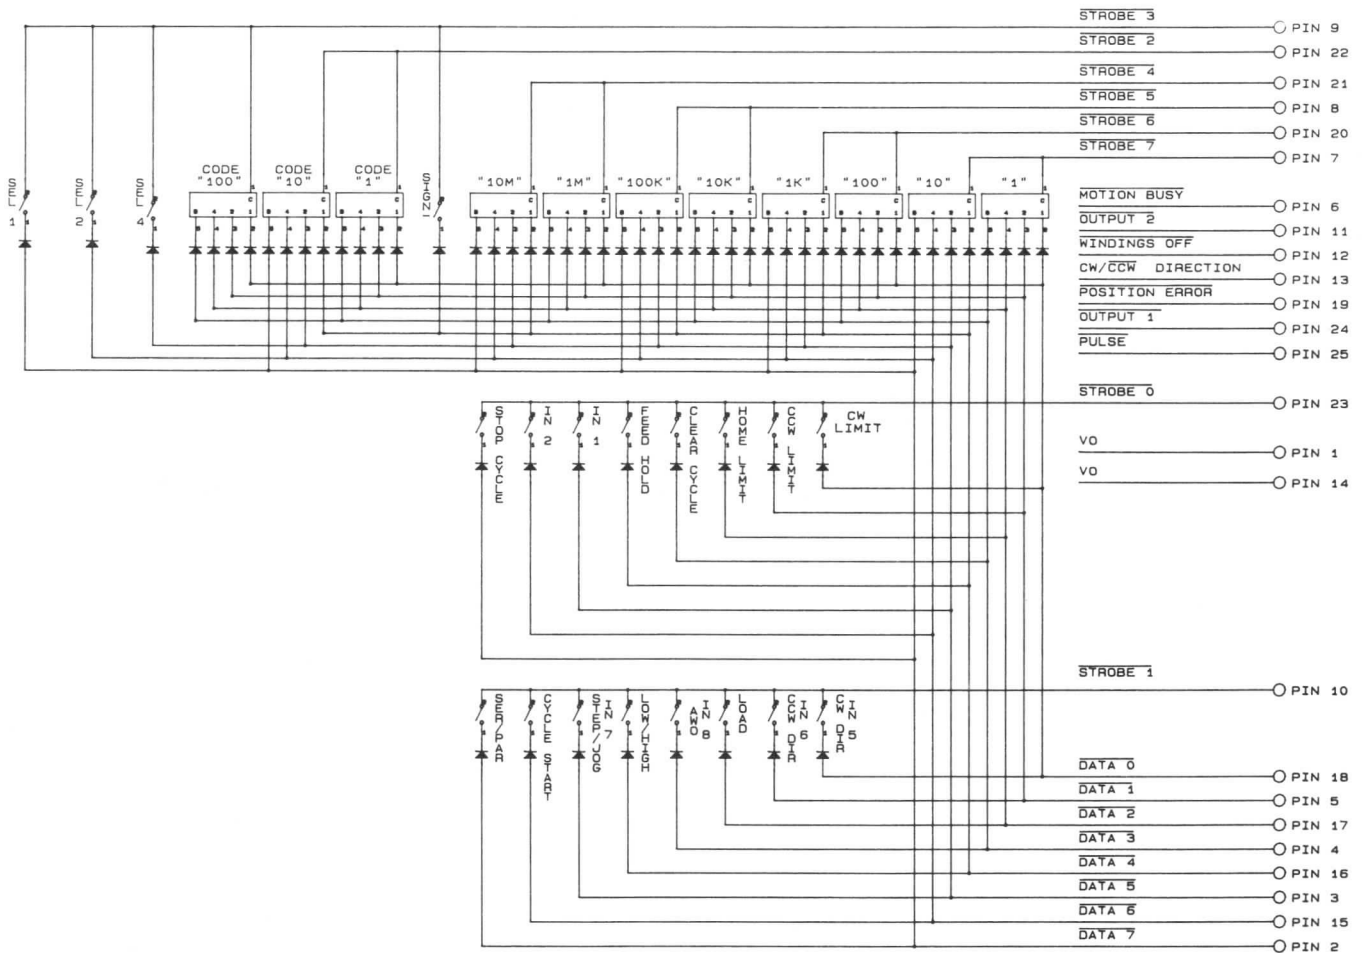 STROBE 3
PIN 9
STROBE 2
PIN 22
STROBE 4
PIN 21
STROBE 5
PIN 8
STROBE 6
PIN 20
STROBE 7
PIN 7
SEL 1
SEL 2
SEL 4
CODE "100"
CODE "10"
CODE "1"
SIGN -
"10M"
"1M"
"100K"
"10K"
"1K"
"100"
"10"
"1"
MOTION BUSY
PIN 6
OUTPUT 2
PIN 11
WINDINGS OFF
PIN 12
CW/CCW DIRECTION
PIN 13
POSITION ERROR
PIN 19
OUTPUT 1
PIN 24
PULSE
PIN 25
STROBE 0
PIN 23
STOP CYCLE
IN 2
IN 1
FEED HOLD
CLEAR CYCLE
HOME LIMIT
CCW LIMIT
CW LIMIT
VO
PIN 1
VO
PIN 14
STROBE 1
PIN 10
SER/PAR
CYCLE START
IN 7
STEP/JOG
LOW/HIGH
IN 8
AWO
LOAD
IN 6
CCW DIR
IN 5
CW DIR
DATA 0
PIN 18
DATA 1
PIN 5
DATA 2
PIN 17
DATA 3
PIN 4
DATA 4
PIN 16
DATA 5
PIN 3
DATA 6
PIN 15
DATA 7
PIN 2